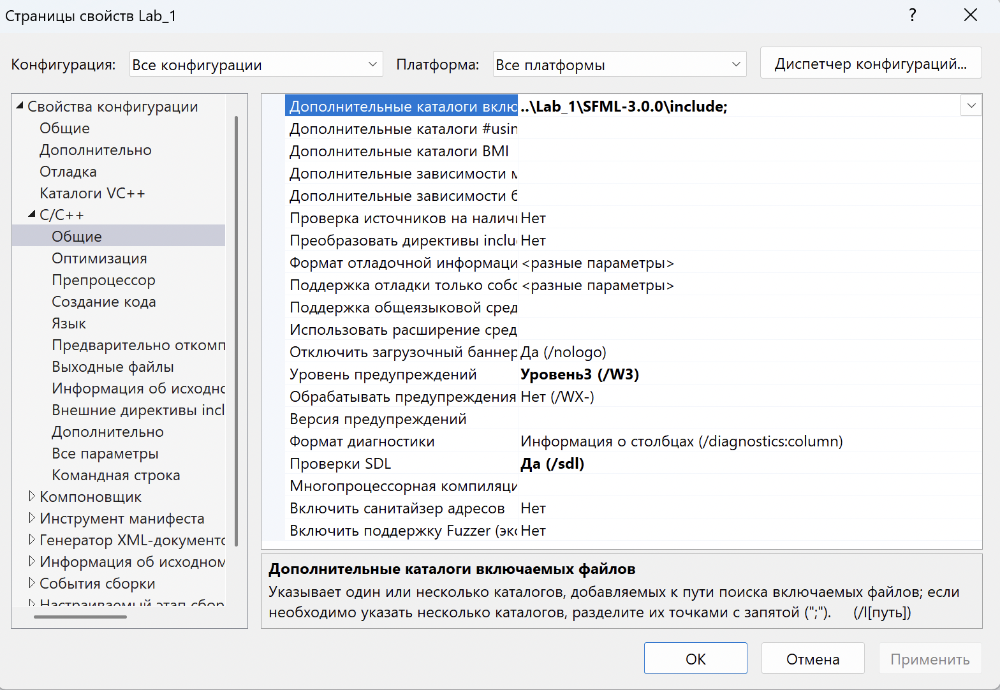 Страницы свойств Lab_1
?
Конфигурация:
Все конфигурации
Платформа:
Все платформы
Диспетчер конфигураций...
Свойства конфигурации
Общие
Дополнительно
Отладка
Каталоги VC++
C/C++
Общие
Оптимизация
Препроцессор
Создание кода
Язык
Предварительно откомп
Выходные файлы
Информация об исходно
Внешние директивы incl
Дополнительно
Все параметры
Командная строка
Компоновщик
Инструмент манифеста
Генератор XML-документо
Информация об исходном
События сборки
Настраиваемый этап сбор
Дополнительные каталоги вклю ..\Lab_1\SFML-3.0.0\include;
Дополнительные каталоги #usin
Дополнительные каталоги BMI
Дополнительные зависимости м
Дополнительные зависимости б
Проверка источников на наличи Нет
Преобразовать директивы inclu Нет
Формат отладочной информаци <разные параметры>
Поддержка отладки только собс <разные параметры>
Поддержка общеязыковой сред
Использовать расширение сред
Отключить загрузочный баннер Да (/nologo)
Уровень предупреждений Уровень3 (/W3)
Обрабатывать предупреждения Нет (/WX-)
Версия предупреждений
Формат диагностики Информация о столбцах (/diagnostics:column)
Проверки SDL Да (/sdl)
Многопроцессорная компиляци
Включить санитайзер адресов Нет
Включить поддержку Fuzzer (экс Нет
Дополнительные каталоги включаемых файлов
Указывает один или несколько каталогов, добавляемых к пути поиска включаемых файлов; если
необходимо указать несколько каталогов, разделите их точками с запятой (";"). (/I[путь])
ОК
Отмена
Применить